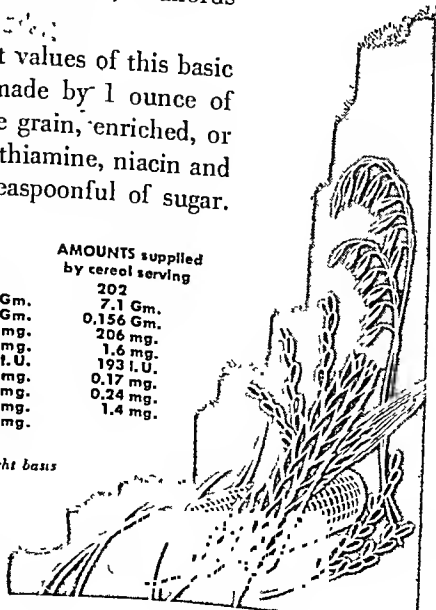 t values of this basic
made by 1 ounce of
e grain, enriched, or
thiamine, niacin and
easpoonful of sugar.
AMOUNTS supplied
by cereal serving
202
Gm. 7.1 Gm.
Gm. 0.156 Gm.
mg. 206 mg.
mg. 1.6 mg.
I.U. 193 I.U.
mg. 0.17 mg.
mg. 0.24 mg.
mg. 1.4 mg.
mg.
ht basis